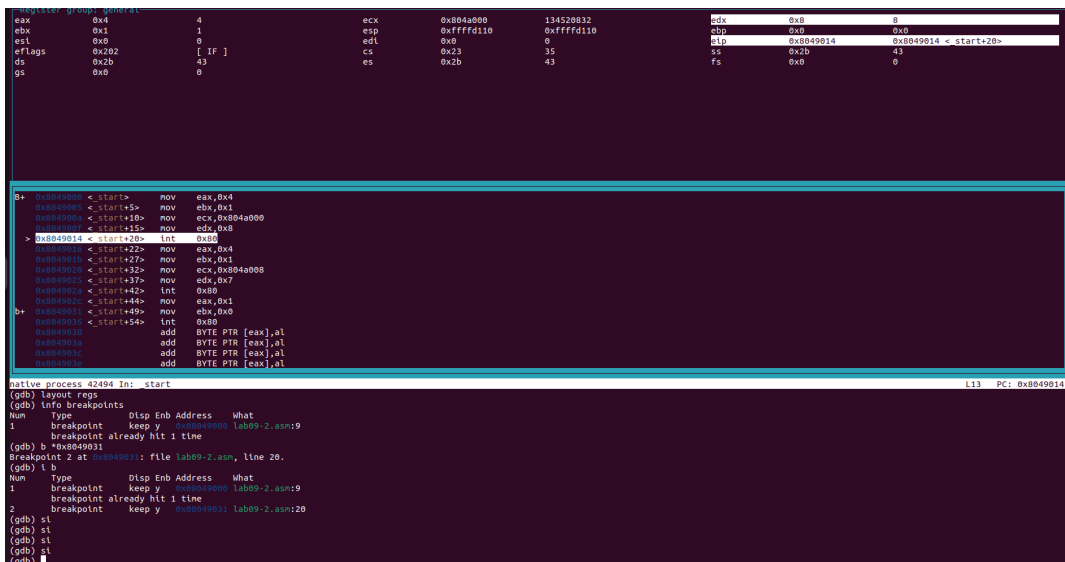 Register group: general
eax 0x4 4 ecx 0x804a000 134520832 edx 0x8 8
ebx 0x1 1 esp 0xffffd110 0xffffd110 ebp 0x0 0x0
esi 0x0 0 edi 0x0 0 eip 0x8049014 0x8049014 <_start+20>
eflags 0x202 [ IF ] cs 0x23 35 ss 0x2b 43
ds 0x2b 43 es 0x2b 43 fs 0x0 0
gs 0x0 0
B+ 0x8049000 <_start> mov eax,0x4
0x8049005 <_start+5> mov ebx,0x1
0x804900a <_start+10> mov ecx,0x804a000
0x804900f <_start+15> mov edx,0x8
> 0x8049014 <_start+20> int 0x80
0x8049016 <_start+22> mov eax,0x4
0x804901b <_start+27> mov ebx,0x1
0x8049020 <_start+32> mov ecx,0x804a008
0x8049025 <_start+37> mov edx,0x7
0x804902a <_start+42> int 0x80
0x804902c <_start+44> mov eax,0x1
b+ 0x8049031 <_start+49> mov ebx,0x0
0x8049036 <_start+54> int 0x80
0x8049038 add BYTE PTR [eax],al
0x804903a add BYTE PTR [eax],al
0x804903c add BYTE PTR [eax],al
0x804903e add BYTE PTR [eax],al
native process 42494 In: _start L13 PC: 0x8049014
(gdb) layout regs
(gdb) info breakpoints
Num Type Disp Enb Address What
1 breakpoint keep y 0x08049000 lab09-2.asm:9
breakpoint already hit 1 time
(gdb) b *0x8049031
Breakpoint 2 at 0x8049031: file lab09-2.asm, line 20.
(gdb) i b
Num Type Disp Enb Address What
1 breakpoint keep y 0x08049000 lab09-2.asm:9
breakpoint already hit 1 time
2 breakpoint keep y 0x08049031 lab09-2.asm:20
(gdb) si
(gdb) si
(gdb) si
(gdb) si
(gdb)